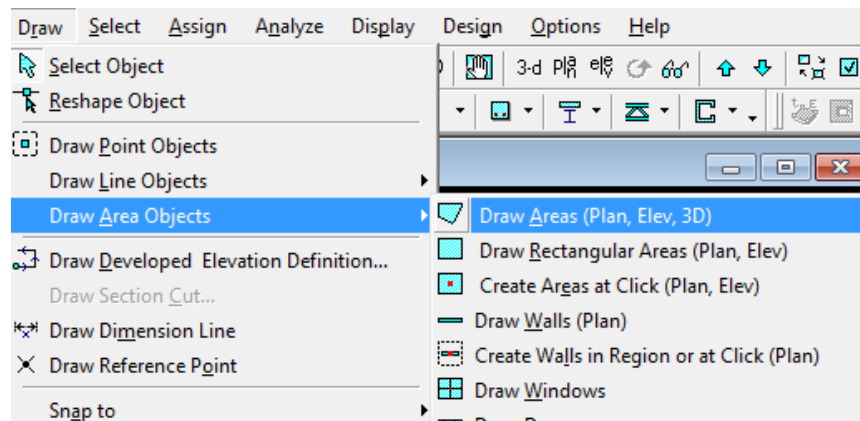 Draw Select Assign Analyze Display Design Options Help
3-d
Select Object
Reshape Object
Draw Point Objects
Draw Line Objects
Draw Area Objects
Draw Areas (Plan, Elev, 3D)
Draw Rectangular Areas (Plan, Elev)
Create Areas at Click (Plan, Elev)
Draw Walls (Plan)
Create Walls in Region or at Click (Plan)
Draw Windows
Draw Developed Elevation Definition...
Draw Section Cut...
Draw Dimension Line
Draw Reference Point
Snap to